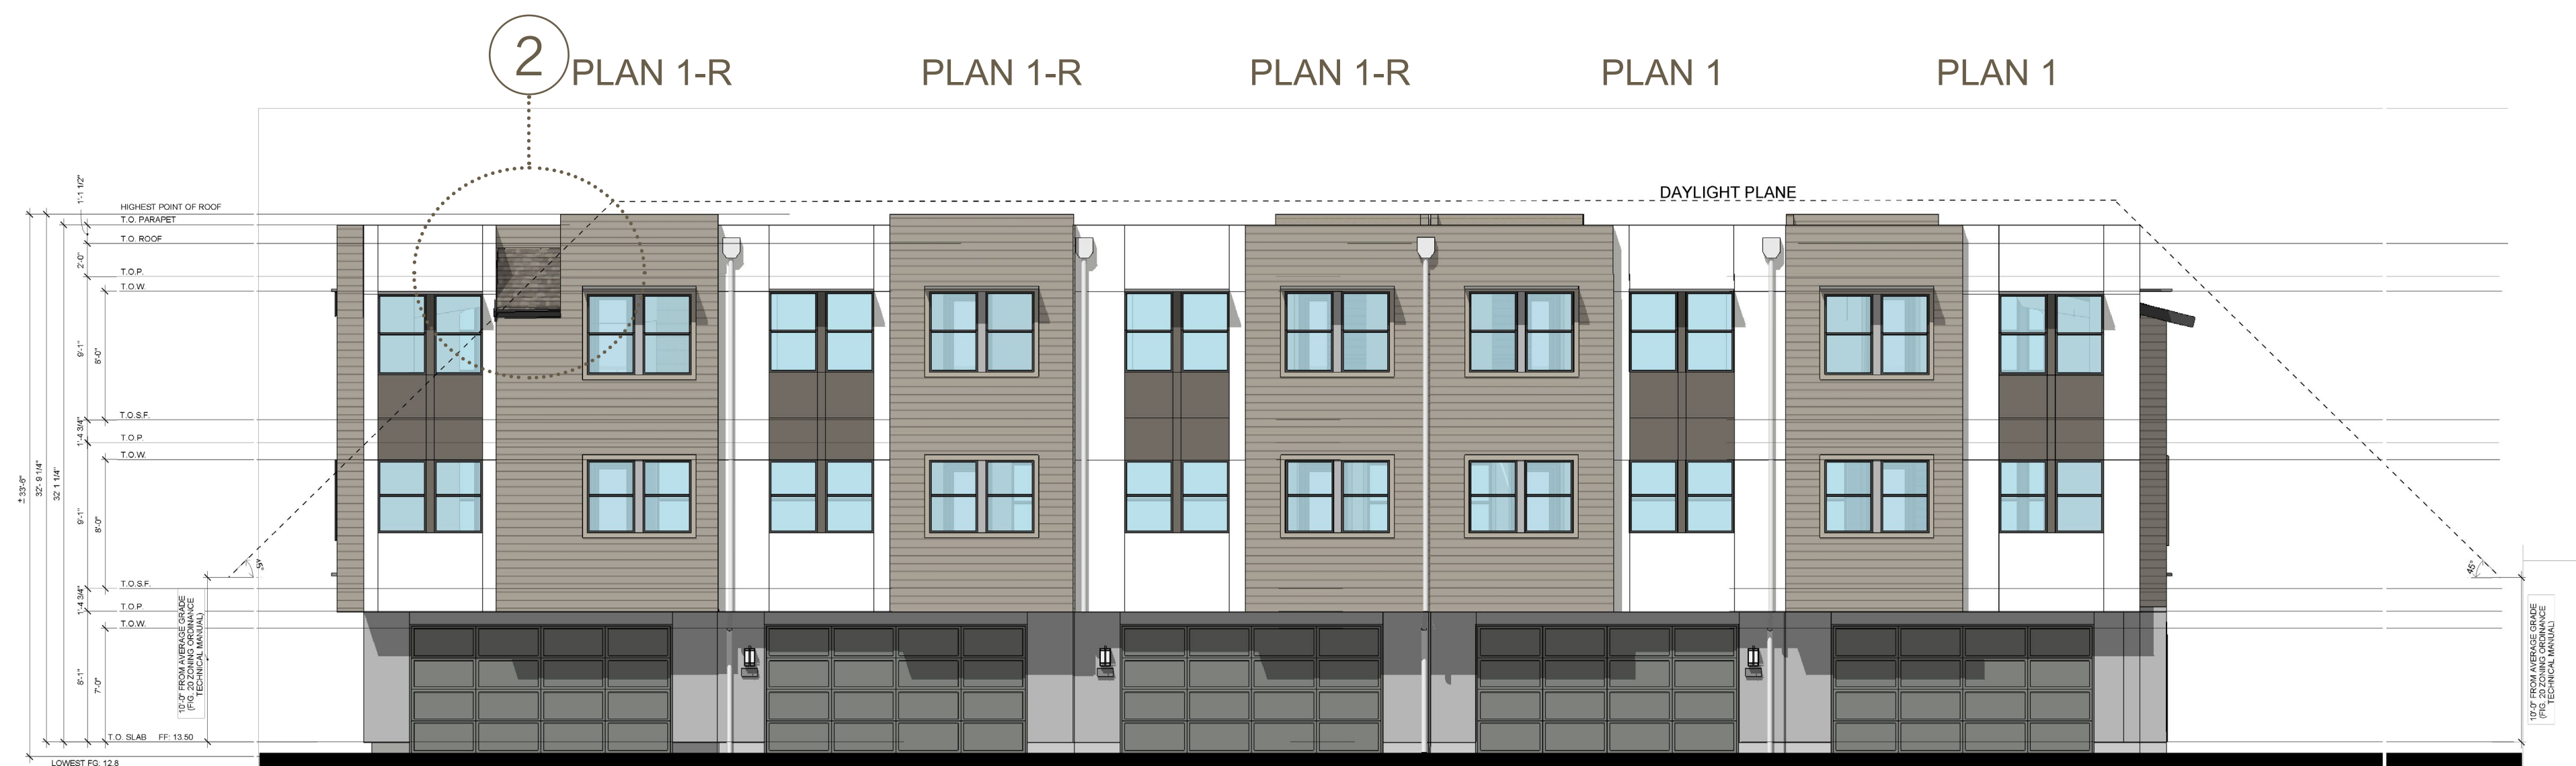 2
PLAN 1-R
PLAN 1-R
PLAN 1-R
PLAN 1
PLAN 1
DAYLIGHT PLANE
HIGHEST POINT OF ROOF
T.O. PARAPET
T.O. ROOF
T.O.P.
T.O.W.
T.O.S.F.
T.O.P.
T.O.W.
T.O.S.F.
T.O.P.
T.O.W.
T.O. SLAB FF: 13.50
LOWEST FG: 12.8
1'-1 1/2"
2'-0"
9'-1"
8'-0"
1'-4 3/4"
9'-1"
8'-0"
1'-4 3/4"
8'-1"
7'-0"
± 33'-6"
32'- 9 1/4"
32' 1 1/4"
45°
10'-0" FROM AVERAGE GRADE
(FIG. 20 ZONING ORDINANCE
TECHNICAL MANUAL)
45°
10'-0" FROM AVERAGE GRADE
(FIG. 20 ZONING ORDINANCE
TECHNICAL MANUAL)